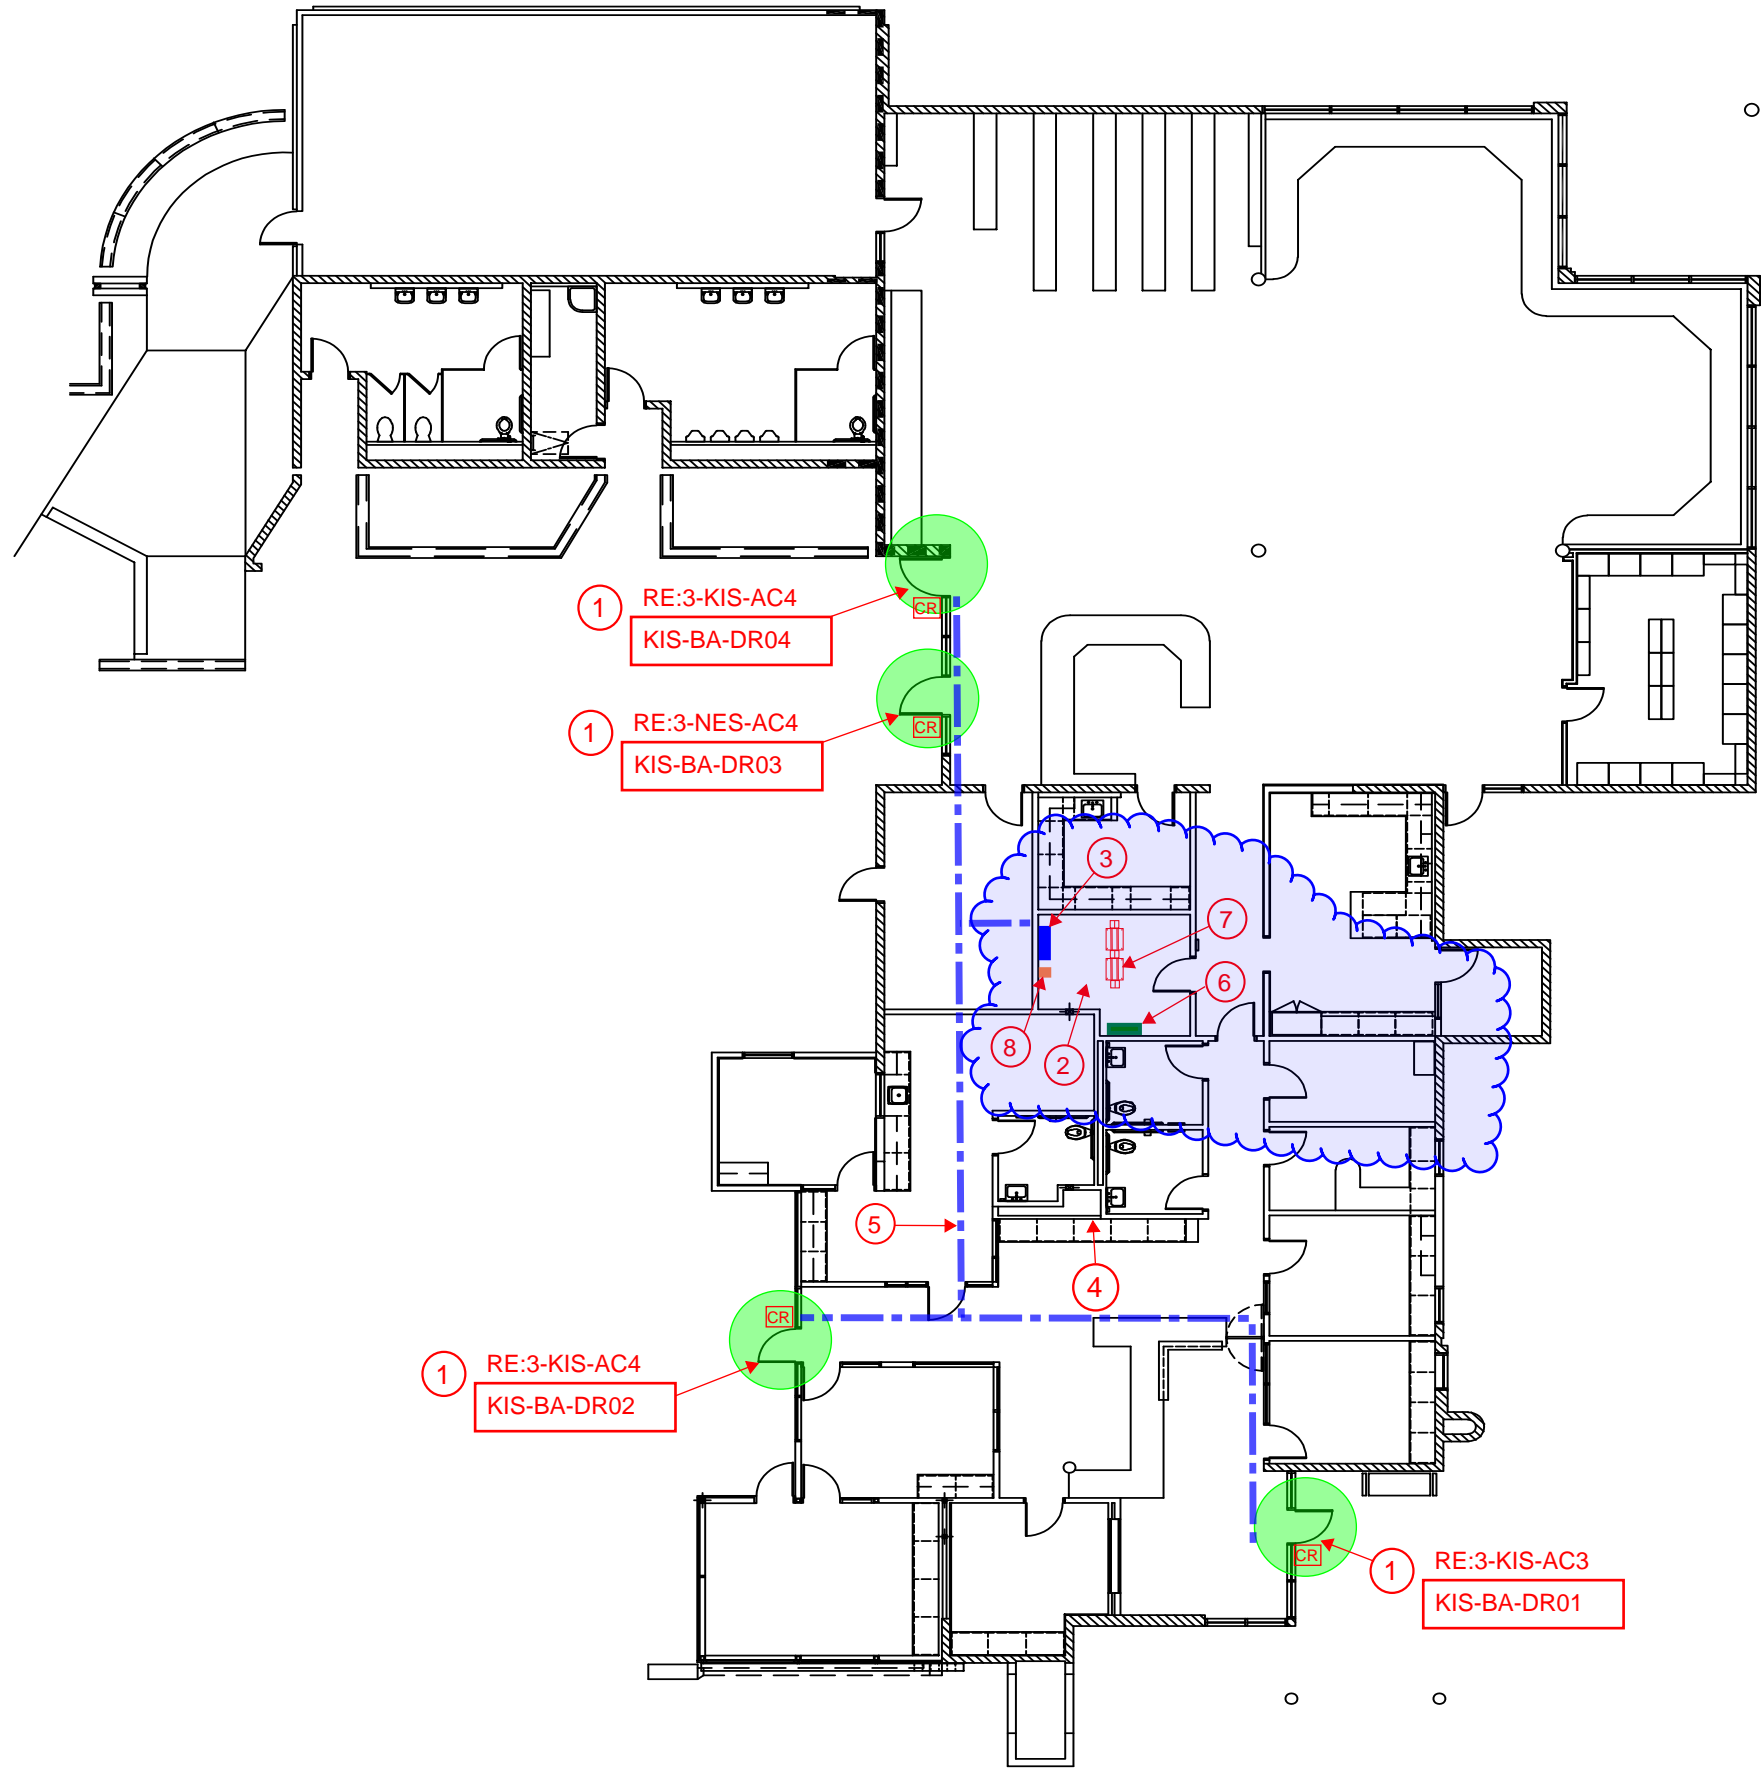 1
RE:3-KIS-AC4
KIS-BA-DR04
CR
1
RE:3-NES-AC4
KIS-BA-DR03
CR
3
7
6
8
2
5
4
CR
1
RE:3-KIS-AC4
KIS-BA-DR02
CR
1
RE:3-KIS-AC3
KIS-BA-DR01